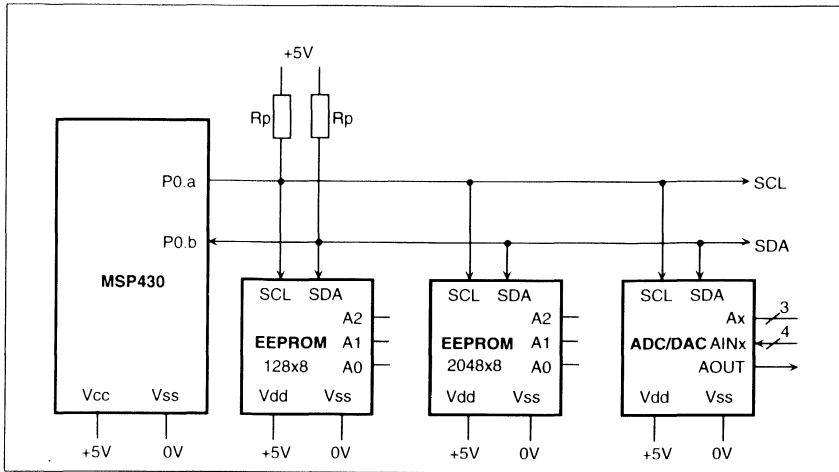 +5V
Rp Rp
P0.a SCL
P0.b SDA
MSP430
SCL SDA SCL SDA SCL SDA
A2 A2 Ax 3
EEPROM A1 EEPROM A1 ADC/DAC AINx 4
128x8 A0 2048x8 A0 AOUT
Vcc Vss Vdd Vss Vdd Vss Vdd Vss
+5V 0V +5V 0V +5V 0V +5V 0V